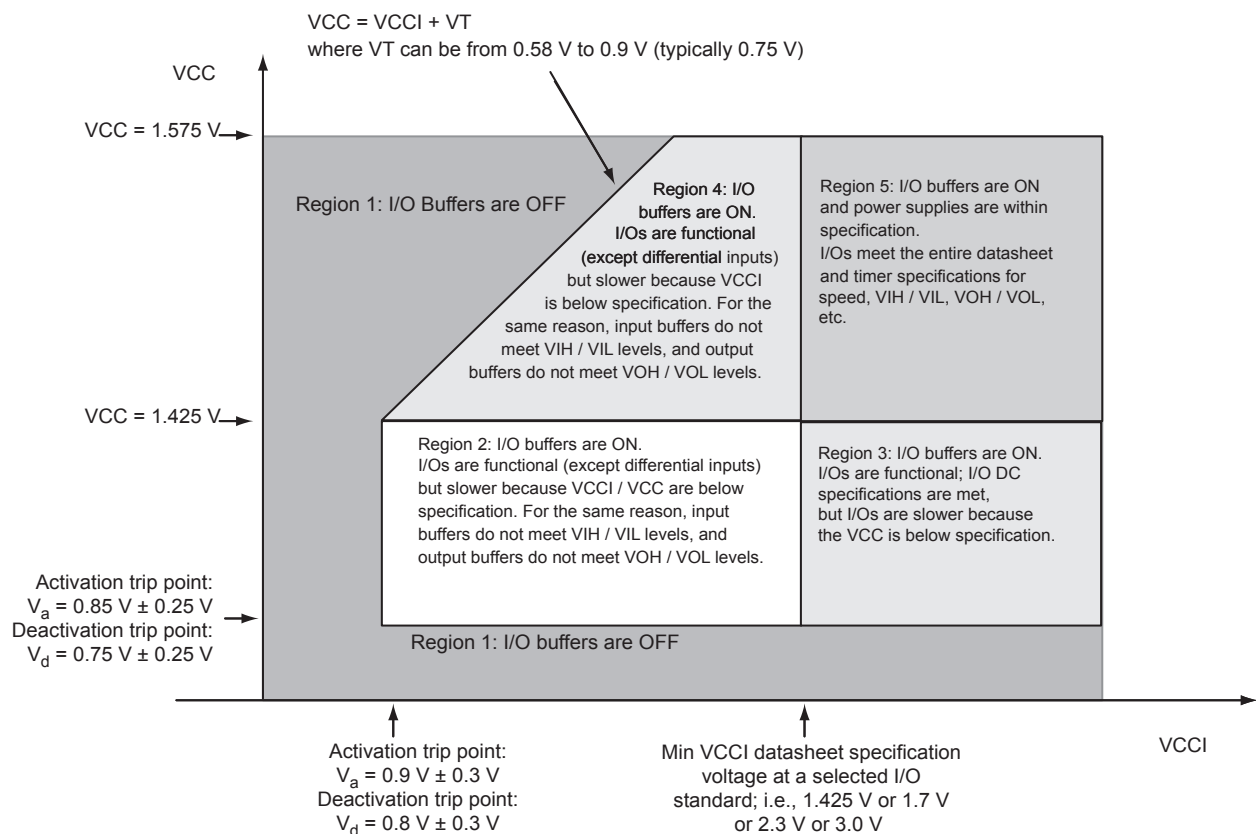 VCC = VCCI + VT
where VT can be from 0.58 V to 0.9 V (typically 0.75 V)
VCC
VCC = 1.575 V
Region 1: I/O Buffers are OFF
Region 4: I/O
buffers are ON.
I/Os are functional
(except differential inputs)
but slower because VCCI
is below specification. For the
same reason, input buffers do not
meet VIH / VIL levels, and output
buffers do not meet VOH / VOL levels.
Region 5: I/O buffers are ON
and power supplies are within
specification.
I/Os meet the entire datasheet
and timer specifications for
speed, VIH / VIL, VOH / VOL,
etc.
VCC = 1.425 V
Region 2: I/O buffers are ON.
I/Os are functional (except differential inputs)
but slower because VCCI / VCC are below
specification. For the same reason, input
buffers do not meet VIH / VIL levels, and
output buffers do not meet VOH / VOL levels.
Region 3: I/O buffers are ON.
I/Os are functional; I/O DC
specifications are met,
but I/Os are slower because
the VCC is below specification.
Activation trip point:
Va = 0.85 V ± 0.25 V
Deactivation trip point:
Vd = 0.75 V ± 0.25 V
Region 1: I/O buffers are OFF
Activation trip point:
Va = 0.9 V ± 0.3 V
Deactivation trip point:
Vd = 0.8 V ± 0.3 V
Min VCCI datasheet specification
voltage at a selected I/O
standard; i.e., 1.425 V or 1.7 V
or 2.3 V or 3.0 V
VCCI